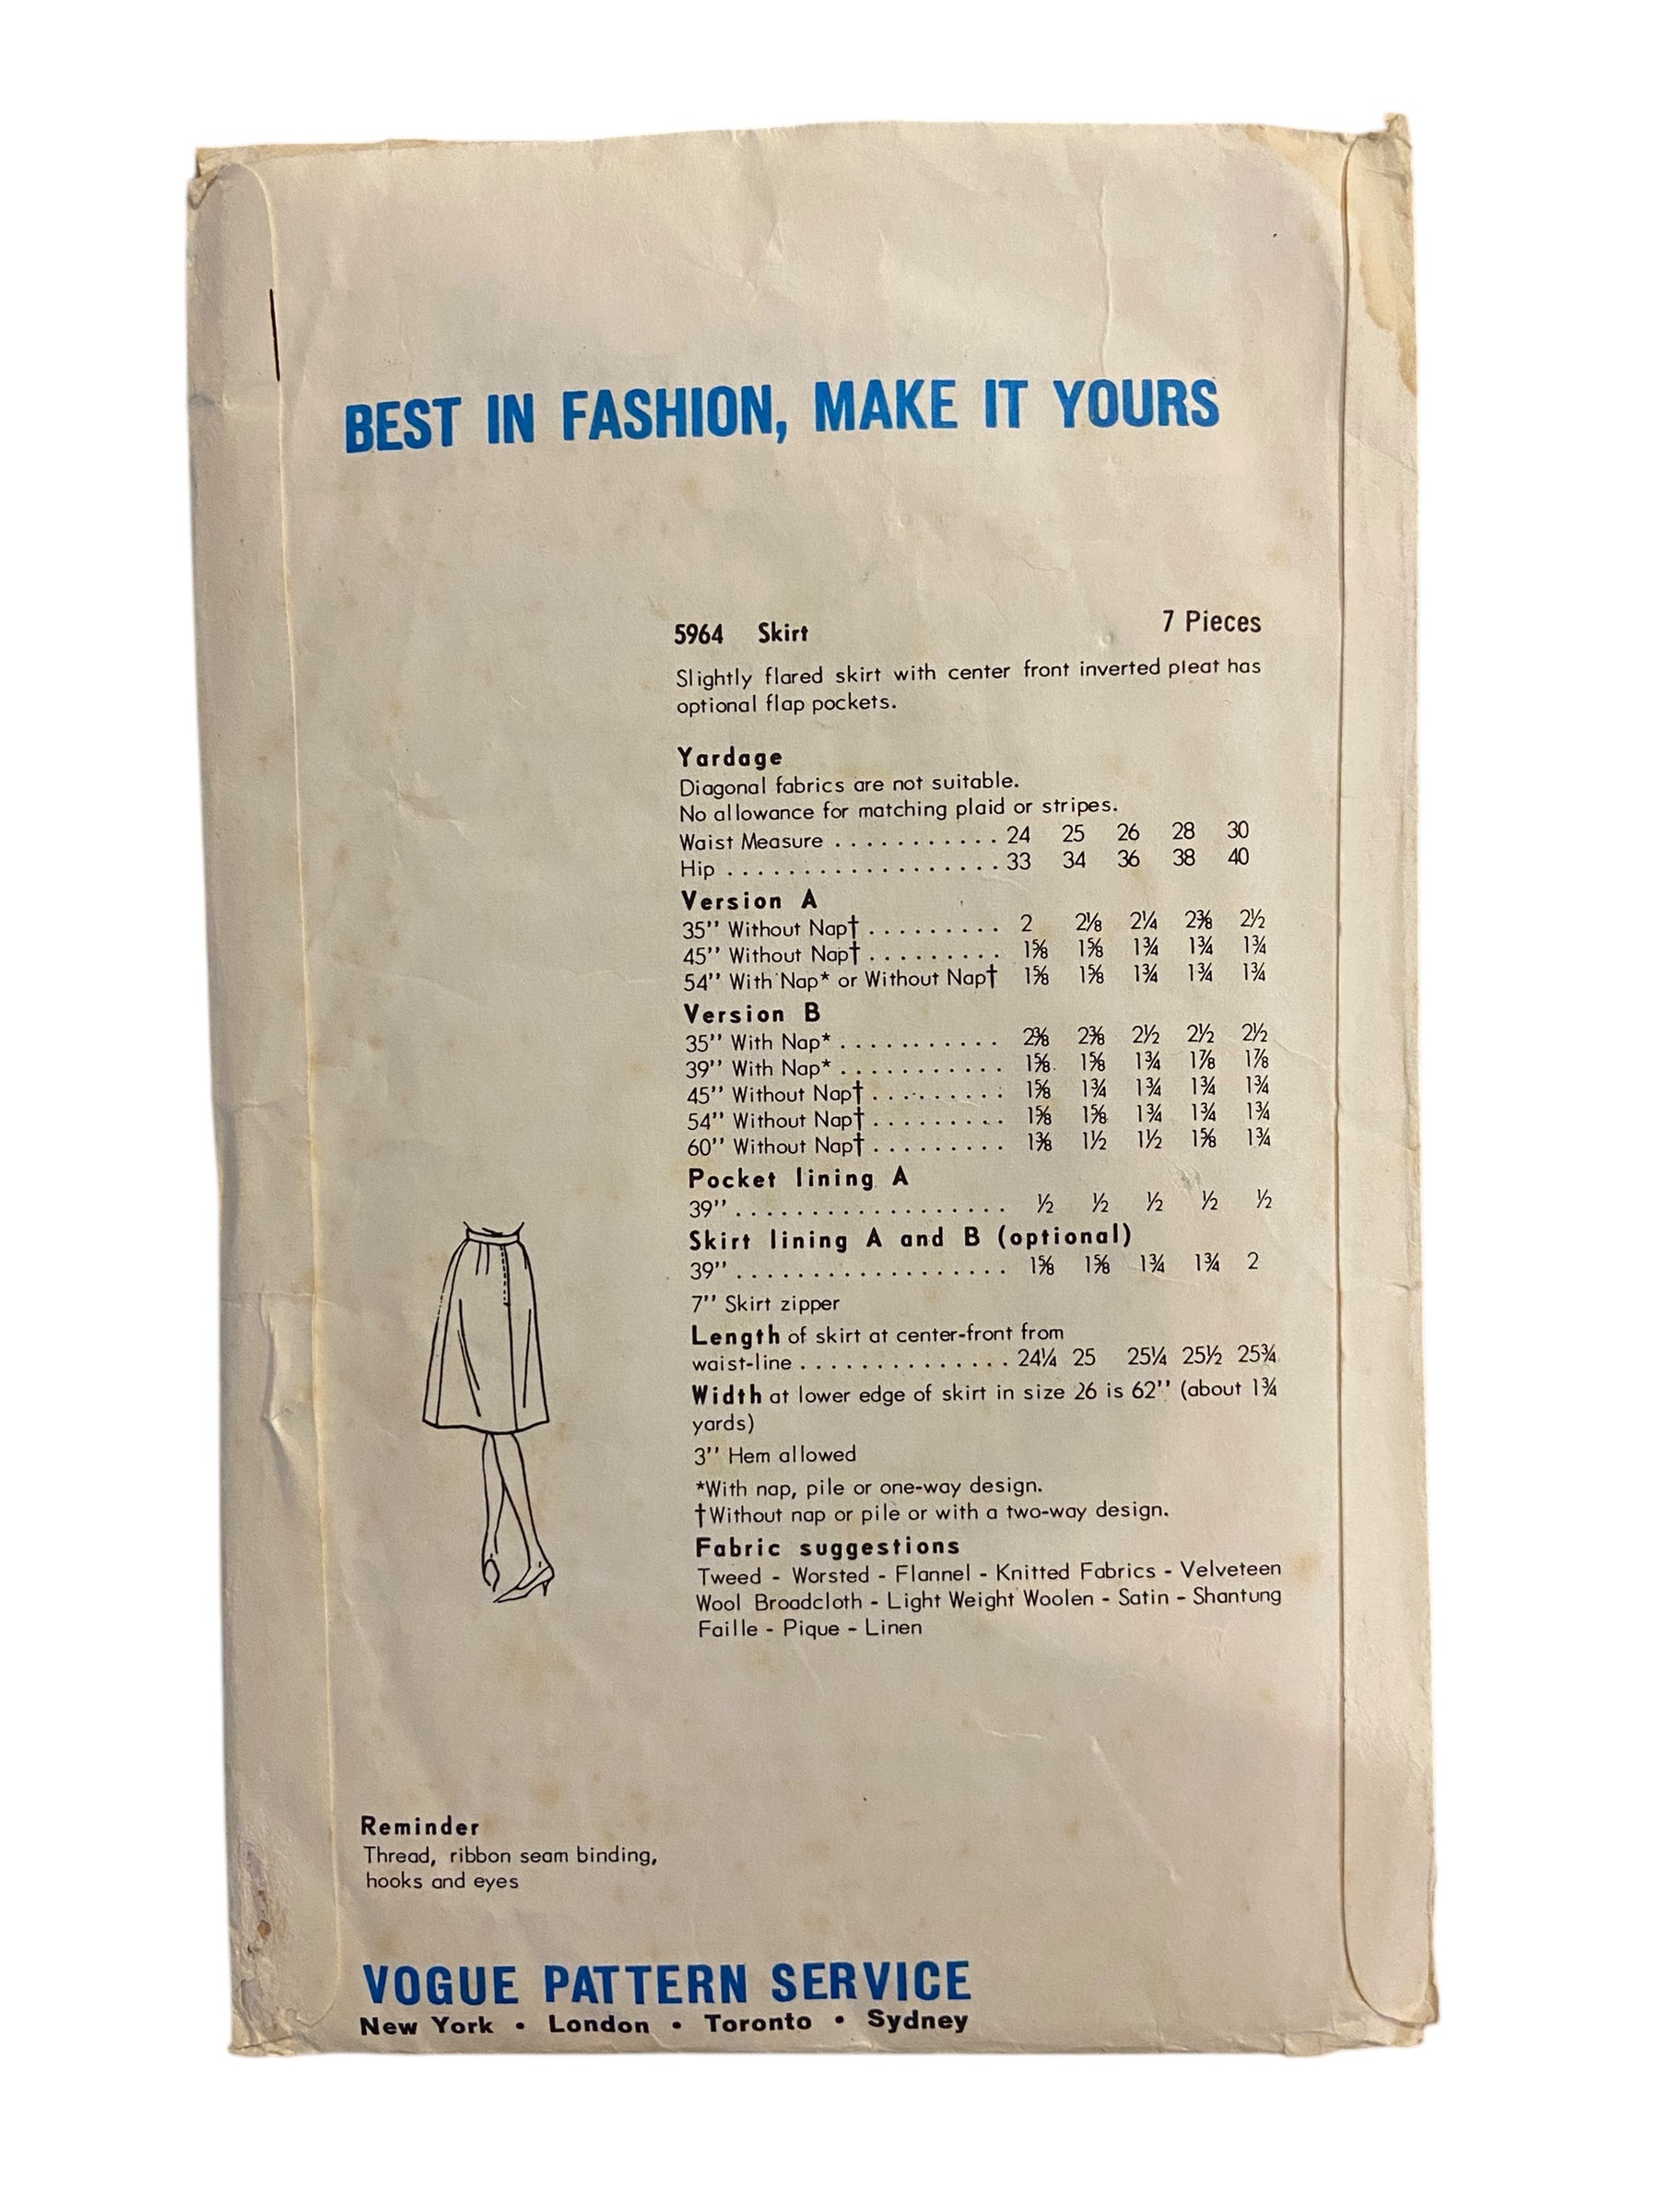 BEST IN FASHION, MAKE IT YOURS
5964 Skirt 7 Pieces
Slightly flared skirt with center front inverted pleat has
optional flap pockets.
Yardage
Diagonal fabrics are not suitable.
No allowance for matching plaid or stripes.
Waist Measure . . . . . . . . . . . 24 25 26 28 30
Hip . . . . . . . . . . . . . . . . . . 33 34 36 38 40
Version A
35'' Without Nap† . . . . . . . . . 2 2⅛ 2¼ 2⅜ 2½
45'' Without Nap† . . . . . . . . . 1⅝ 1⅝ 1¾ 1¾ 1¾
54'' With Nap* or Without Nap† 1⅝ 1⅝ 1¾ 1¾ 1¾
Version B
35'' With Nap* . . . . . . . . . . . 2⅜ 2⅜ 2½ 2½ 2½
39'' With Nap* . . . . . . . . . . . 1⅝ 1⅝ 1¾ 1⅞ 1⅞
45'' Without Nap† . . . . . . . . . 1⅝ 1¾ 1¾ 1¾ 1¾
54'' Without Nap† . . . . . . . . . 1⅝ 1⅝ 1¾ 1¾ 1¾
60'' Without Nap† . . . . . . . . . 1⅜ 1½ 1½ 1⅝ 1¾
Pocket lining A
39'' . . . . . . . . . . . . . . . . . . ½ ½ ½ ½ ½
Skirt lining A and B (optional)
39'' . . . . . . . . . . . . . . . . . . 1⅝ 1⅝ 1¾ 1¾ 2
7'' Skirt zipper
Length of skirt at center-front from
waist-line . . . . . . . . . . . . . . 24¼ 25 25¼ 25½ 25¾
Width at lower edge of skirt in size 26 is 62'' (about 1¾
yards)
3'' Hem allowed
*With nap, pile or one-way design.
†Without nap or pile or with a two-way design.
Fabric suggestions
Tweed - Worsted - Flannel - Knitted Fabrics - Velveteen
Wool Broadcloth - Light Weight Woolen - Satin - Shantung
Faille - Pique - Linen
Reminder
Thread, ribbon seam binding,
hooks and eyes
VOGUE PATTERN SERVICE
New York • London • Toronto • Sydney